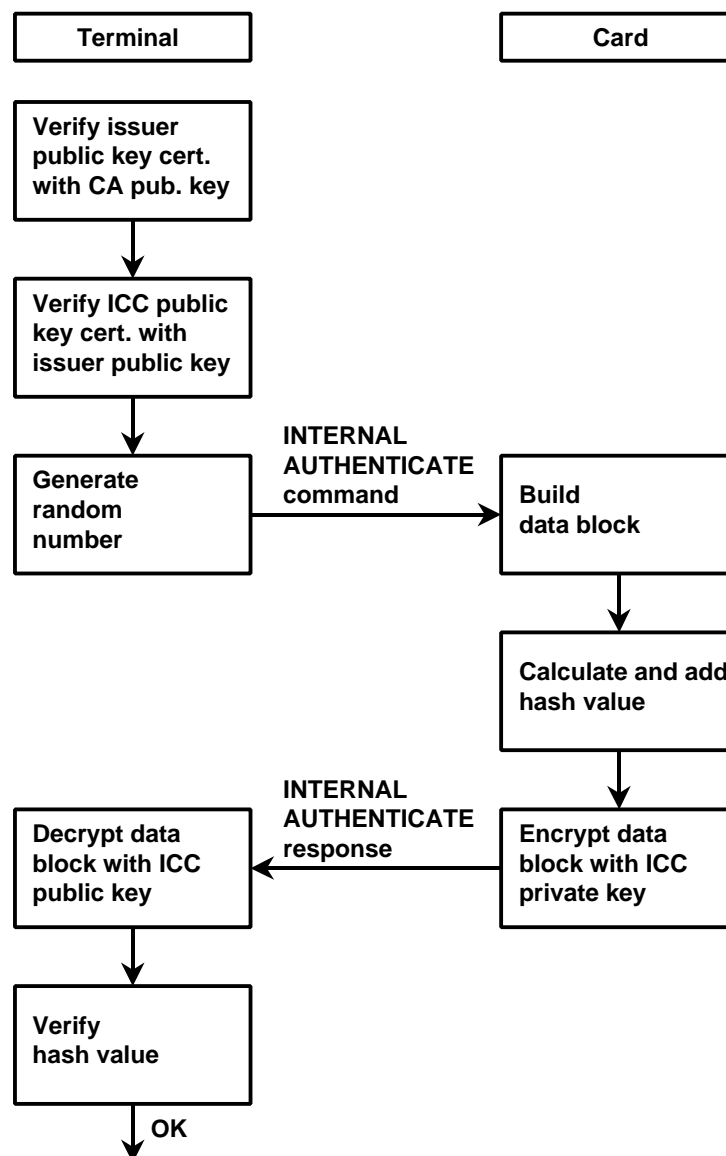 Terminal
Card
Verify issuer
public key cert.
with CA pub. key
Verify ICC public
key cert. with
issuer public key
INTERNAL
AUTHENTICATE
command
Generate
random
number
Build
data block
Calculate and add
hash value
INTERNAL
AUTHENTICATE
response
Decrypt data
block with ICC
public key
Encrypt data
block with ICC
private key
Verify
hash value
OK